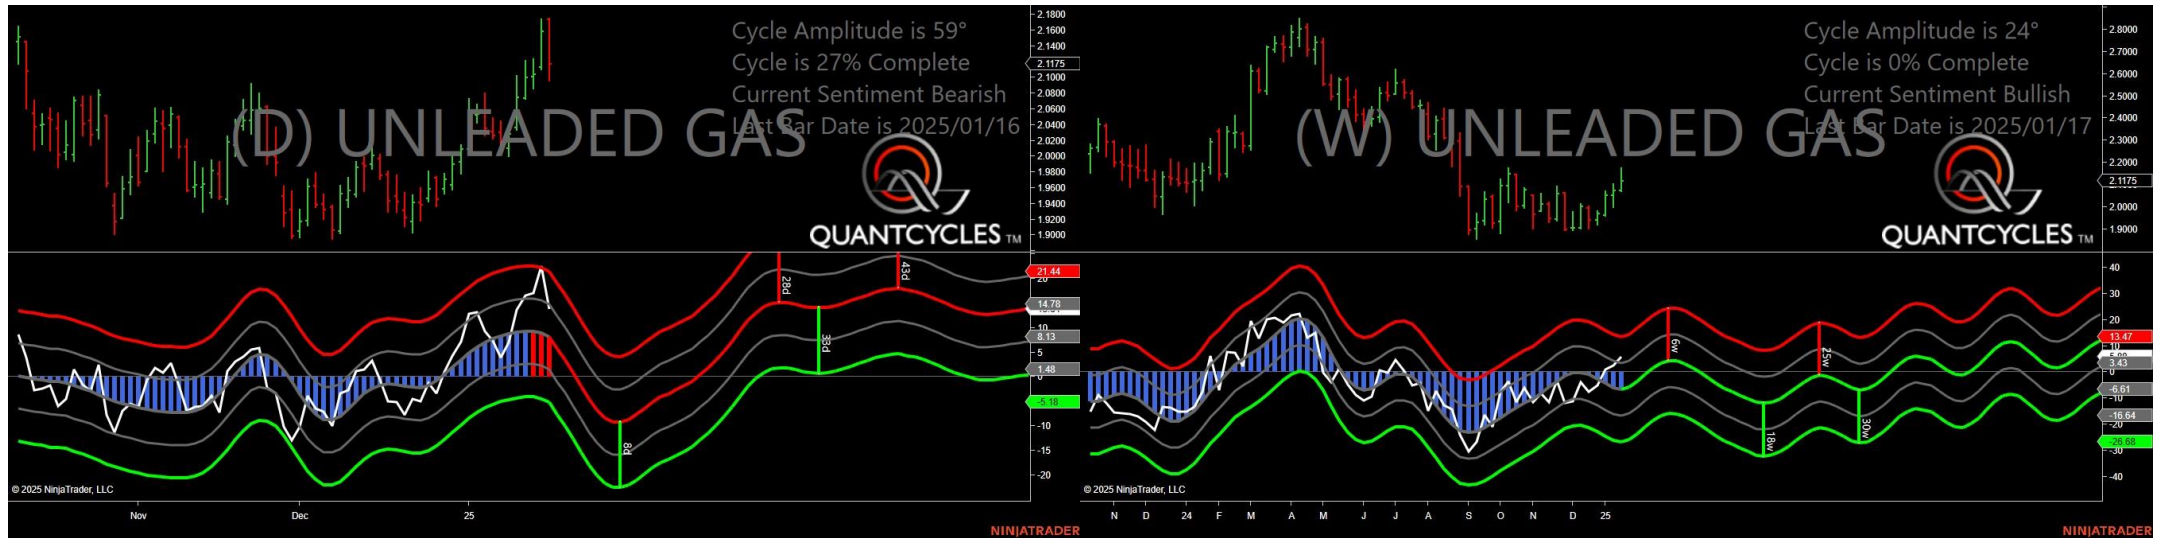 Cycle Amplitude is 59°
Cycle is 27% Complete
Current Sentiment Bearish
Last Bar Date is 2025/01/16
(D) UNLEADED GAS
QUANTCYCLES TM
2.1800
2.1600
2.1400
2.1175
2.1000
2.0800
2.0600
2.0400
2.0200
2.0000
1.9800
1.9600
1.9400
1.9200
1.9000
28d
43d
33d
8d
21.44
20
14.78
10
8.13
5
1.48
0
-5.18
-10
-15
-20
© 2025 NinjaTrader, LLC
Nov
Dec
25
NINJATRADER
Cycle Amplitude is 24°
Cycle is 0% Complete
Current Sentiment Bullish
Last Bar Date is 2025/01/17
(W) UNLEADED GAS
QUANTCYCLES TM
2.8000
2.7000
2.6000
2.5000
2.4000
2.3000
2.2000
2.1175
2.0000
1.9000
6w
25w
18w
30w
40
30
20
13.47
10
3.43
0
-6.61
-10
-16.64
-20
-26.68
-30
-40
© 2025 NinjaTrader, LLC
N D 24 F M A M J J A S O N D 25
NINJATRADER